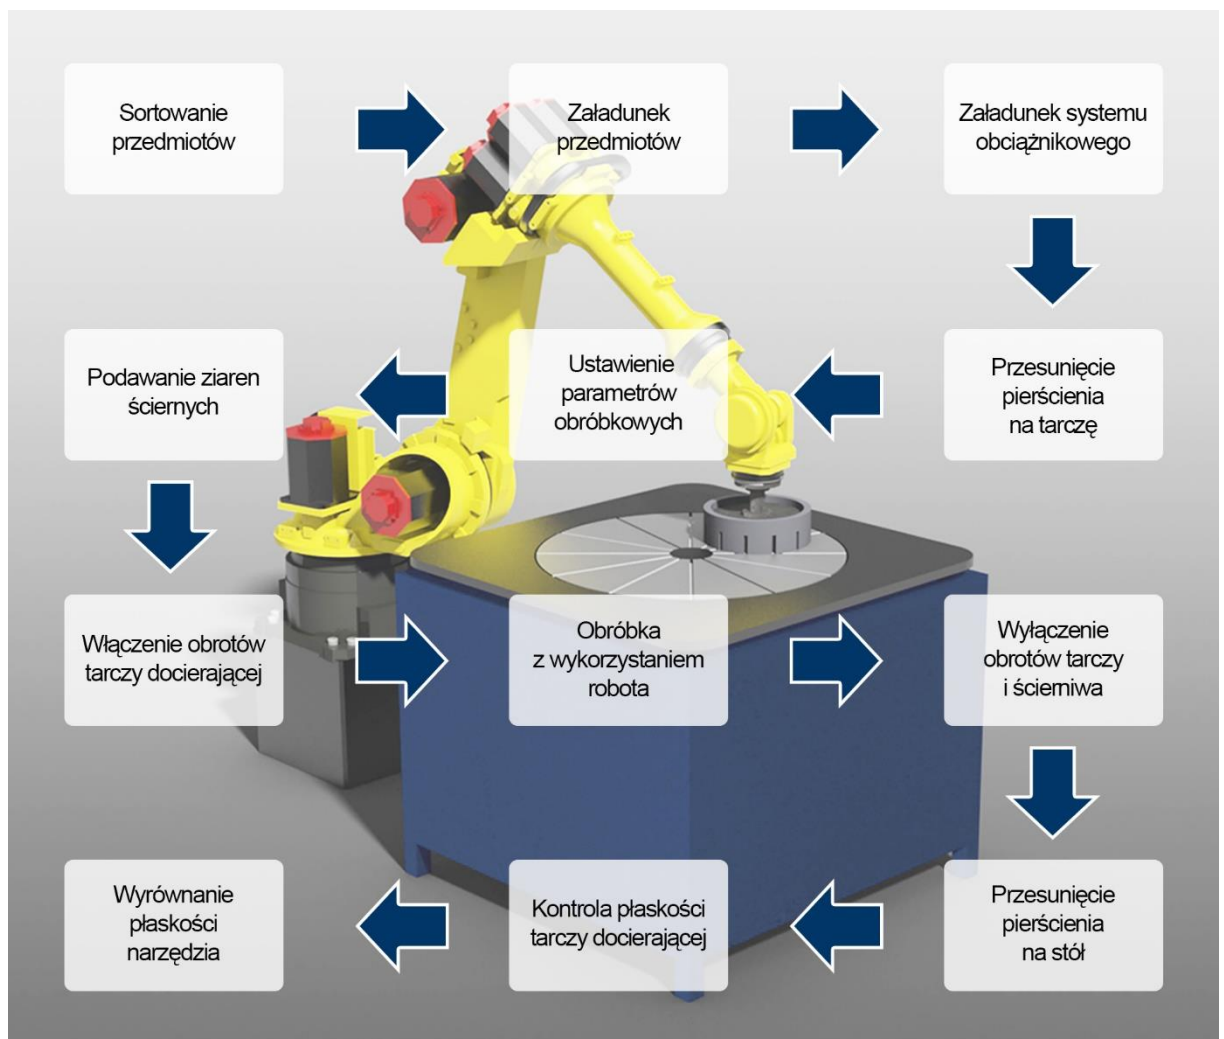 Sortowanie
przedmiotów
Załadunek
przedmiotów
Załadunek systemu
obciążnikowego
Przesunięcie
pierścienia
na tarczę
Ustawienie
parametrów
obróbkowych
Podawanie ziaren
ściernych
Włączenie obrotów
tarczy docierającej
Obróbka
z wykorzystaniem
robota
Wyłączenie
obrotów tarczy
i ścierniwa
Przesunięcie
pierścienia
na stół
Kontrola płaskości
tarczy docierającej
Wyrównanie
płaskości
narzędzia